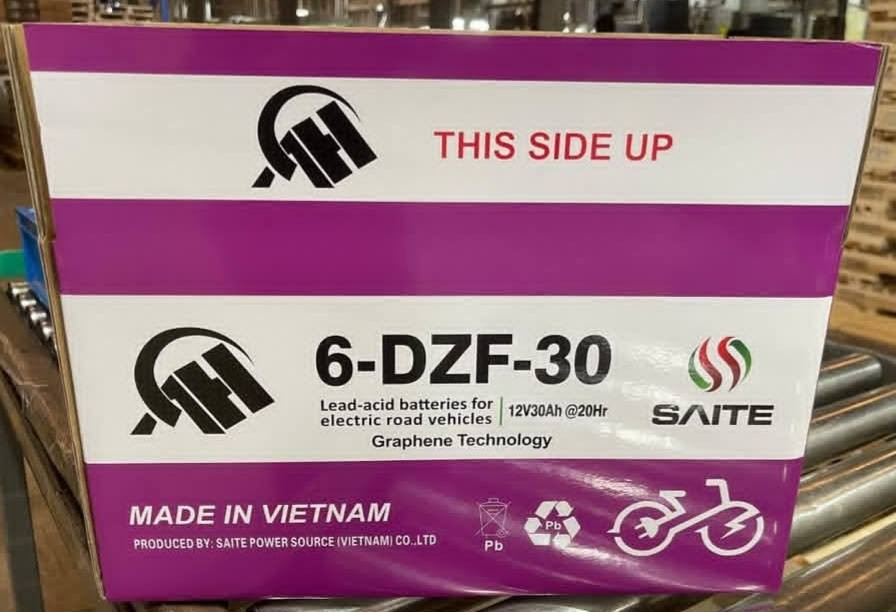 THIS SIDE UP
6-DZF-30
Lead-acid batteries for
electric road vehicles
12V30Ah @20Hr
Graphene Technology
SAITE
MADE IN VIETNAM
PRODUCED BY: SAITE POWER SOURCE (VIETNAM) CO.,LTD
Pb
Pb